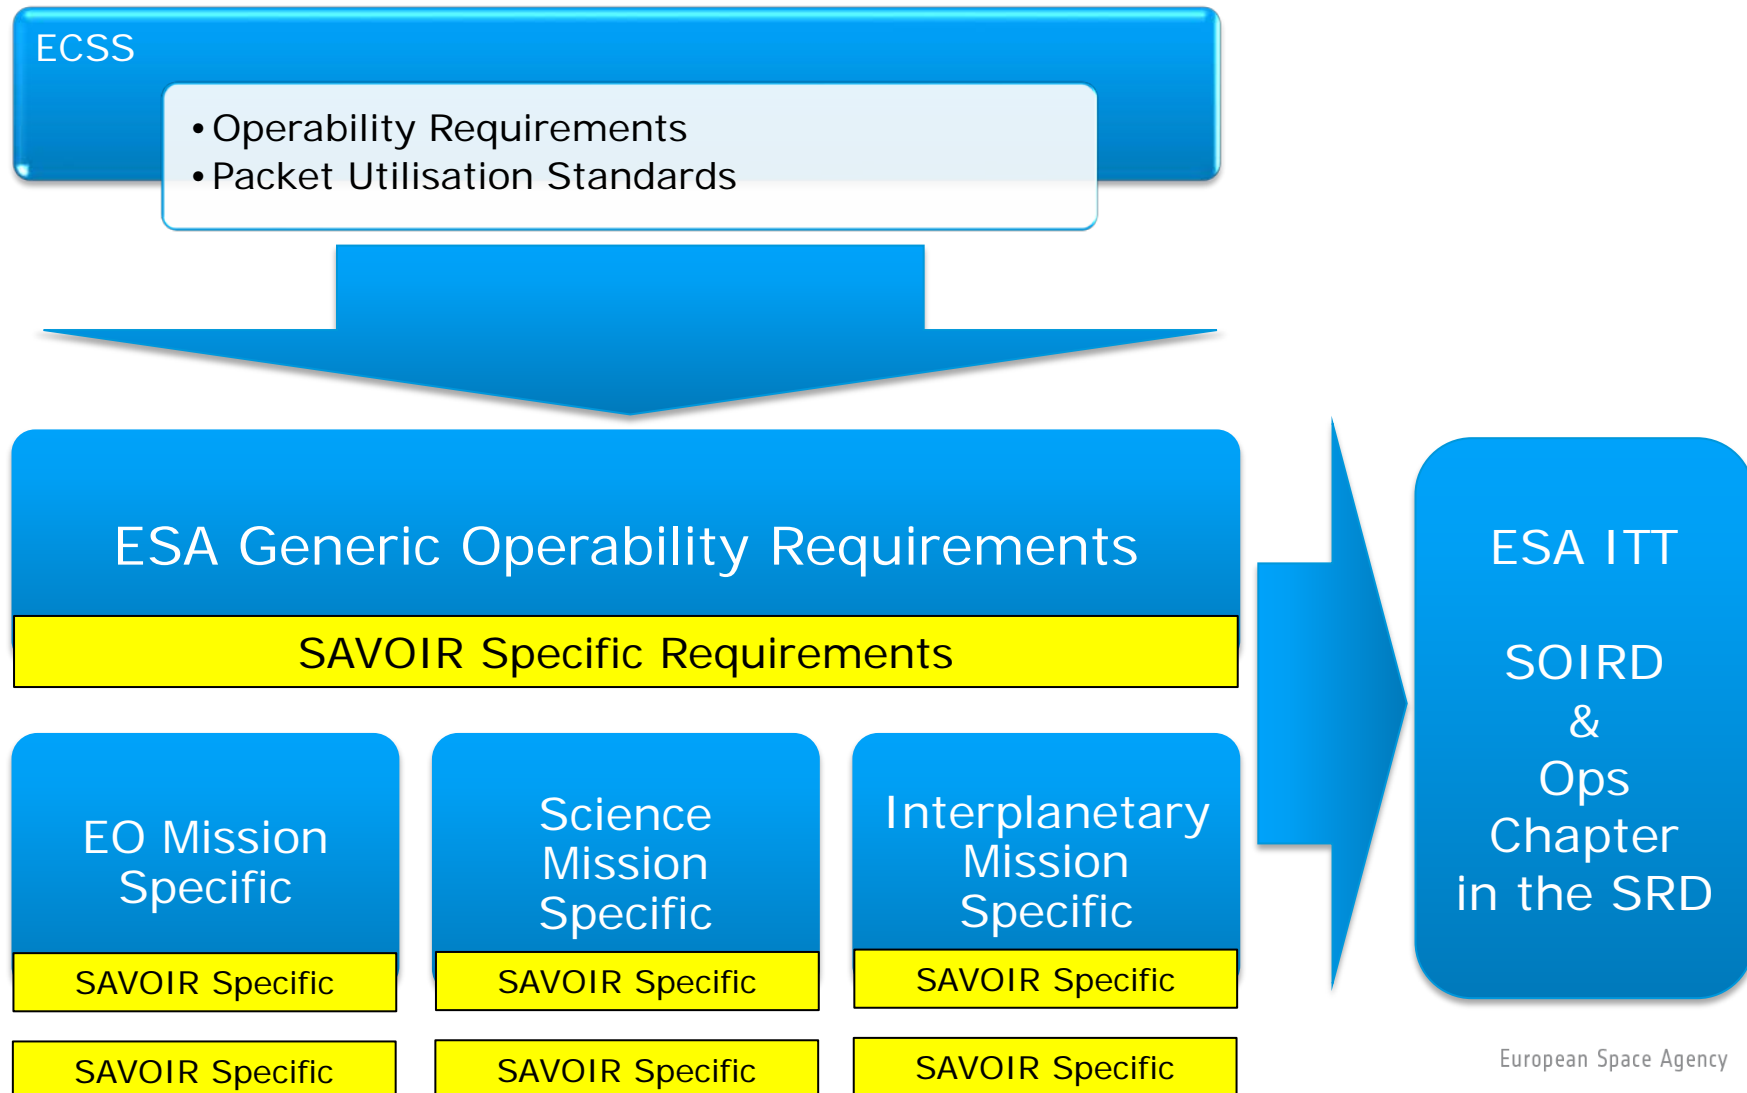 ECSS
• Operability Requirements
• Packet Utilisation Standards
ESA Generic Operability Requirements
SAVOIR Specific Requirements
EO Mission
Specific
SAVOIR Specific
SAVOIR Specific
Science
Mission
Specific
SAVOIR Specific
SAVOIR Specific
Interplanetary
Mission
Specific
SAVOIR Specific
SAVOIR Specific
ESA ITT
SOIRD
&
Ops
Chapter
in the SRD
European Space Agency